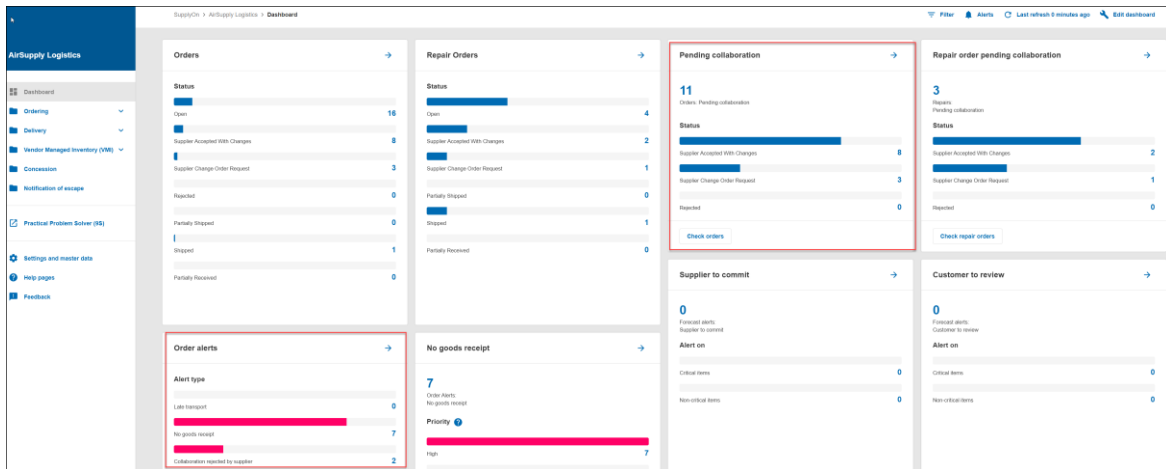 SupplyOn > AirSupply Logistics > Dashboard
Filter
Alerts
Last refresh 0 minutes ago
Edit dashboard
AirSupply Logistics
Dashboard
Ordering
Delivery
Vendor Managed Inventory (VMI)
Concession
Notification of escape
Practical Problem Solver (9S)
Settings and master data
Help pages
Feedback
Orders
Status
Open 16
Supplier Accepted With Changes 8
Supplier Change Order Request 3
Rejected 0
Partially Shipped 0
Shipped 1
Partially Received 0
Repair Orders
Status
Open 4
Supplier Accepted With Changes 2
Supplier Change Order Request 1
Partially Shipped 0
Shipped 1
Partially Received 0
Pending collaboration
11
Orders: Pending collaboration
Status
Supplier Accepted With Changes 8
Supplier Change Order Request 3
Rejected 0
Check orders
Repair order pending collaboration
3
Repairs:
Pending collaboration
Status
Supplier Accepted With Changes 2
Supplier Change Order Request 1
Rejected 0
Check repair orders
Order alerts
Alert type
Late transport 0
No goods receipt 7
Collaboration rejected by supplier 2
No goods receipt
7
Order Alerts:
No goods receipt
Priority
High 7
Supplier to commit
0
Forecast alerts:
Supplier to commit
Alert on
Critical items 0
Non-critical items 0
Customer to review
0
Forecast alerts:
Customer to review
Alert on
Critical items 0
Non-critical items 0